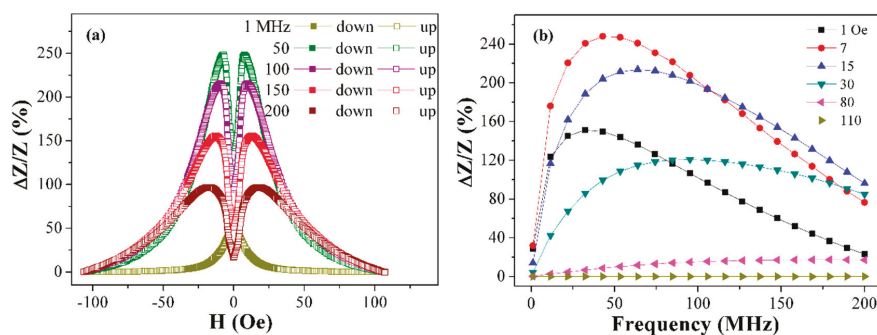 (a)
1 MHz down up
50 down up
100 down up
150 down up
200 down up
ΔZ/Z (%)
250
200
150
100
50
0
-100 -50 0 50 100
H (Oe)
(b)
1 Oe
7
15
30
80
110
ΔZ/Z (%)
240
200
160
120
80
40
0
0 50 100 150 200
Frequency (MHz)